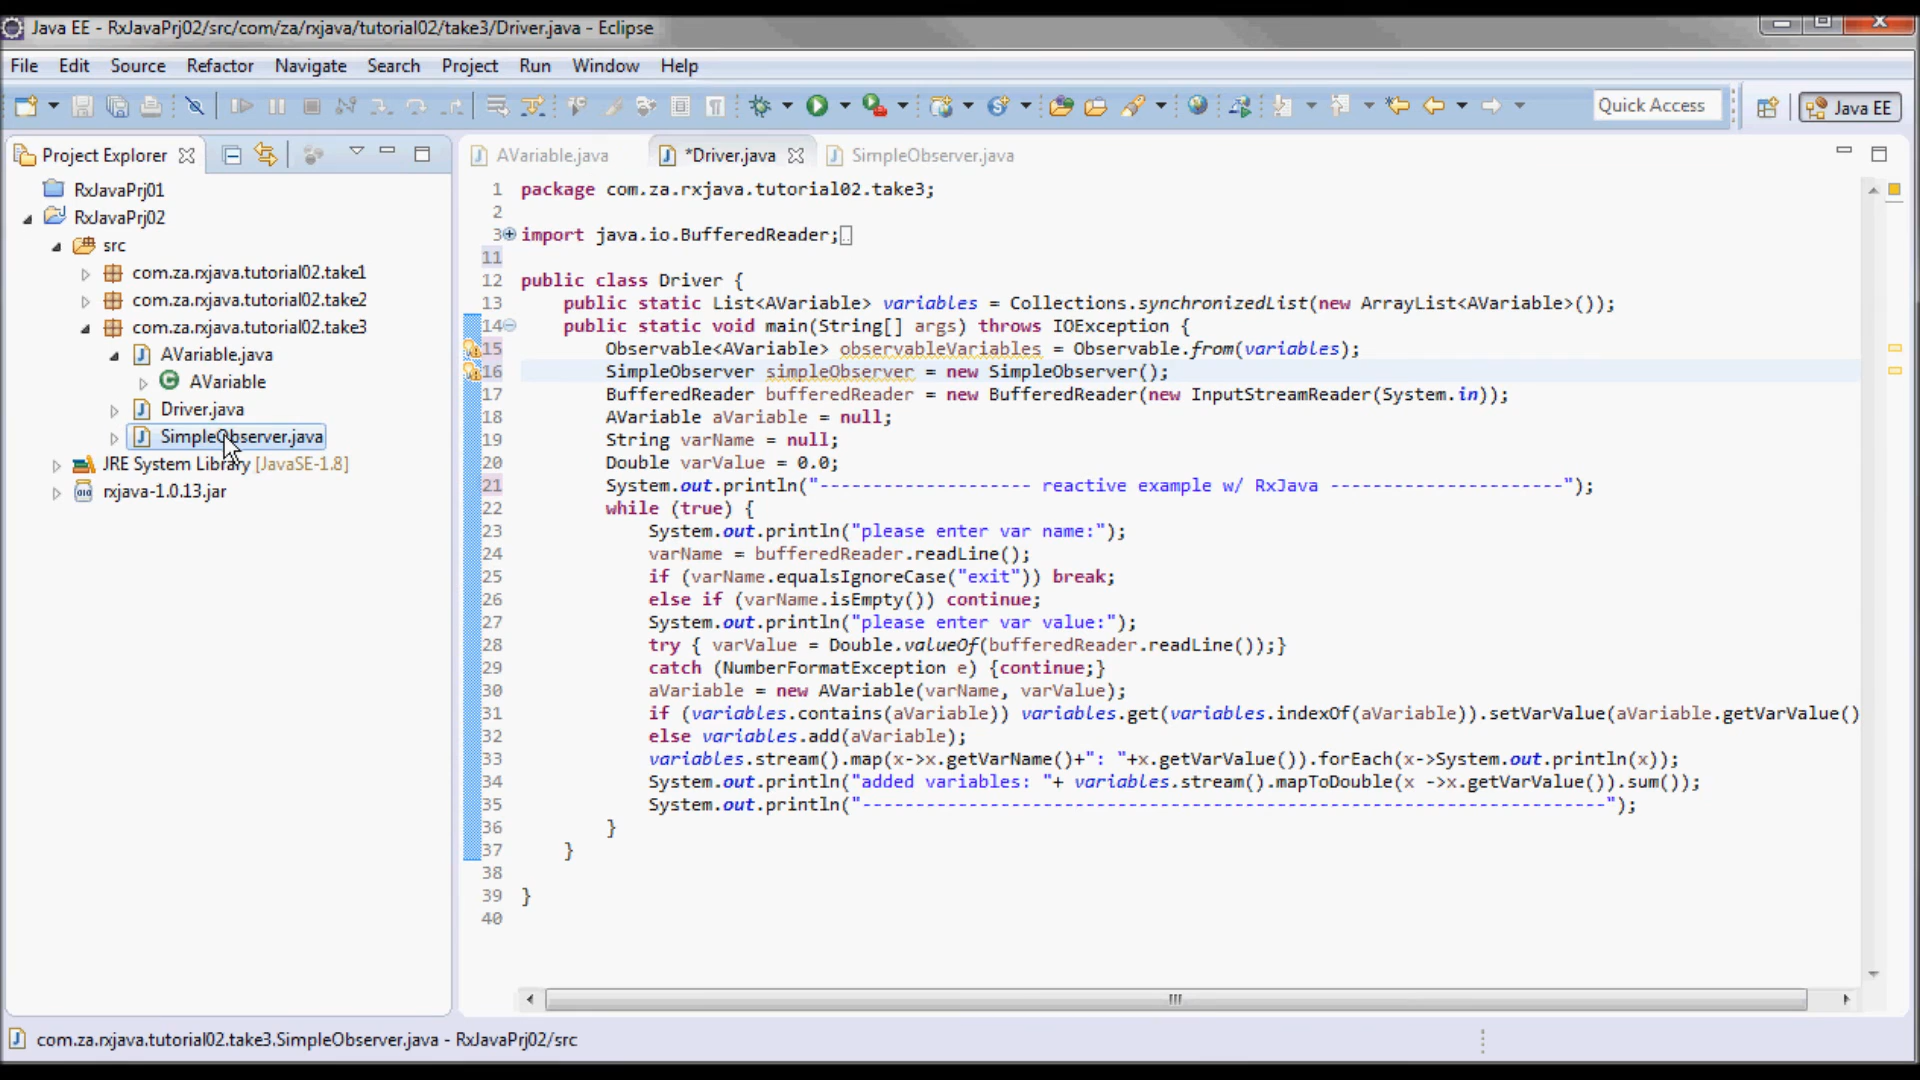 Java EE - RxJavaPrj02/src/com/za/rxjava/tutorial02/take3/Driver.java - Eclipse
File Edit Source Refactor Navigate Search Project Run Window Help
Quick Access
Java EE
Project Explorer
RxJavaPrj01
RxJavaPrj02
src
com.za.rxjava.tutorial02.take1
com.za.rxjava.tutorial02.take2
com.za.rxjava.tutorial02.take3
AVariable.java
AVariable
Driver.java
SimpleObserver.java
JRE System Library [JavaSE-1.8]
rxjava-1.0.13.jar
AVariable.java *Driver.java SimpleObserver.java
1 package com.za.rxjava.tutorial02.take3;
2
3 import java.io.BufferedReader;
11
12 public class Driver {
13 public static List<AVariable> variables = Collections.synchronizedList(new ArrayList<AVariable>());
14 public static void main(String[] args) throws IOException {
15 Observable<AVariable> observableVariables = Observable.from(variables);
16 SimpleObserver simpleObserver = new SimpleObserver();
17 BufferedReader bufferedReader = new BufferedReader(new InputStreamReader(System.in));
18 AVariable aVariable = null;
19 String varName = null;
20 Double varValue = 0.0;
21 System.out.println("-------------------- reactive example w/ RxJava ----------------------");
22 while (true) {
23 System.out.println("please enter var name:");
24 varName = bufferedReader.readLine();
25 if (varName.equalsIgnoreCase("exit")) break;
26 else if (varName.isEmpty()) continue;
27 System.out.println("please enter var value:");
28 try { varValue = Double.valueOf(bufferedReader.readLine());}
29 catch (NumberFormatException e) {continue;}
30 aVariable = new AVariable(varName, varValue);
31 if (variables.contains(aVariable)) variables.get(variables.indexOf(aVariable)).setVarValue(aVariable.getVarValue()
32 else variables.add(aVariable);
33 variables.stream().map(x->x.getVarName()+": "+x.getVarValue()).forEach(x->System.out.println(x));
34 System.out.println("added variables: "+ variables.stream().mapToDouble(x ->x.getVarValue()).sum());
35 System.out.println("----------------------------------------------------------------------");
36 }
37 }
38
39 }
40
com.za.rxjava.tutorial02.take3.SimpleObserver.java - RxJavaPrj02/src